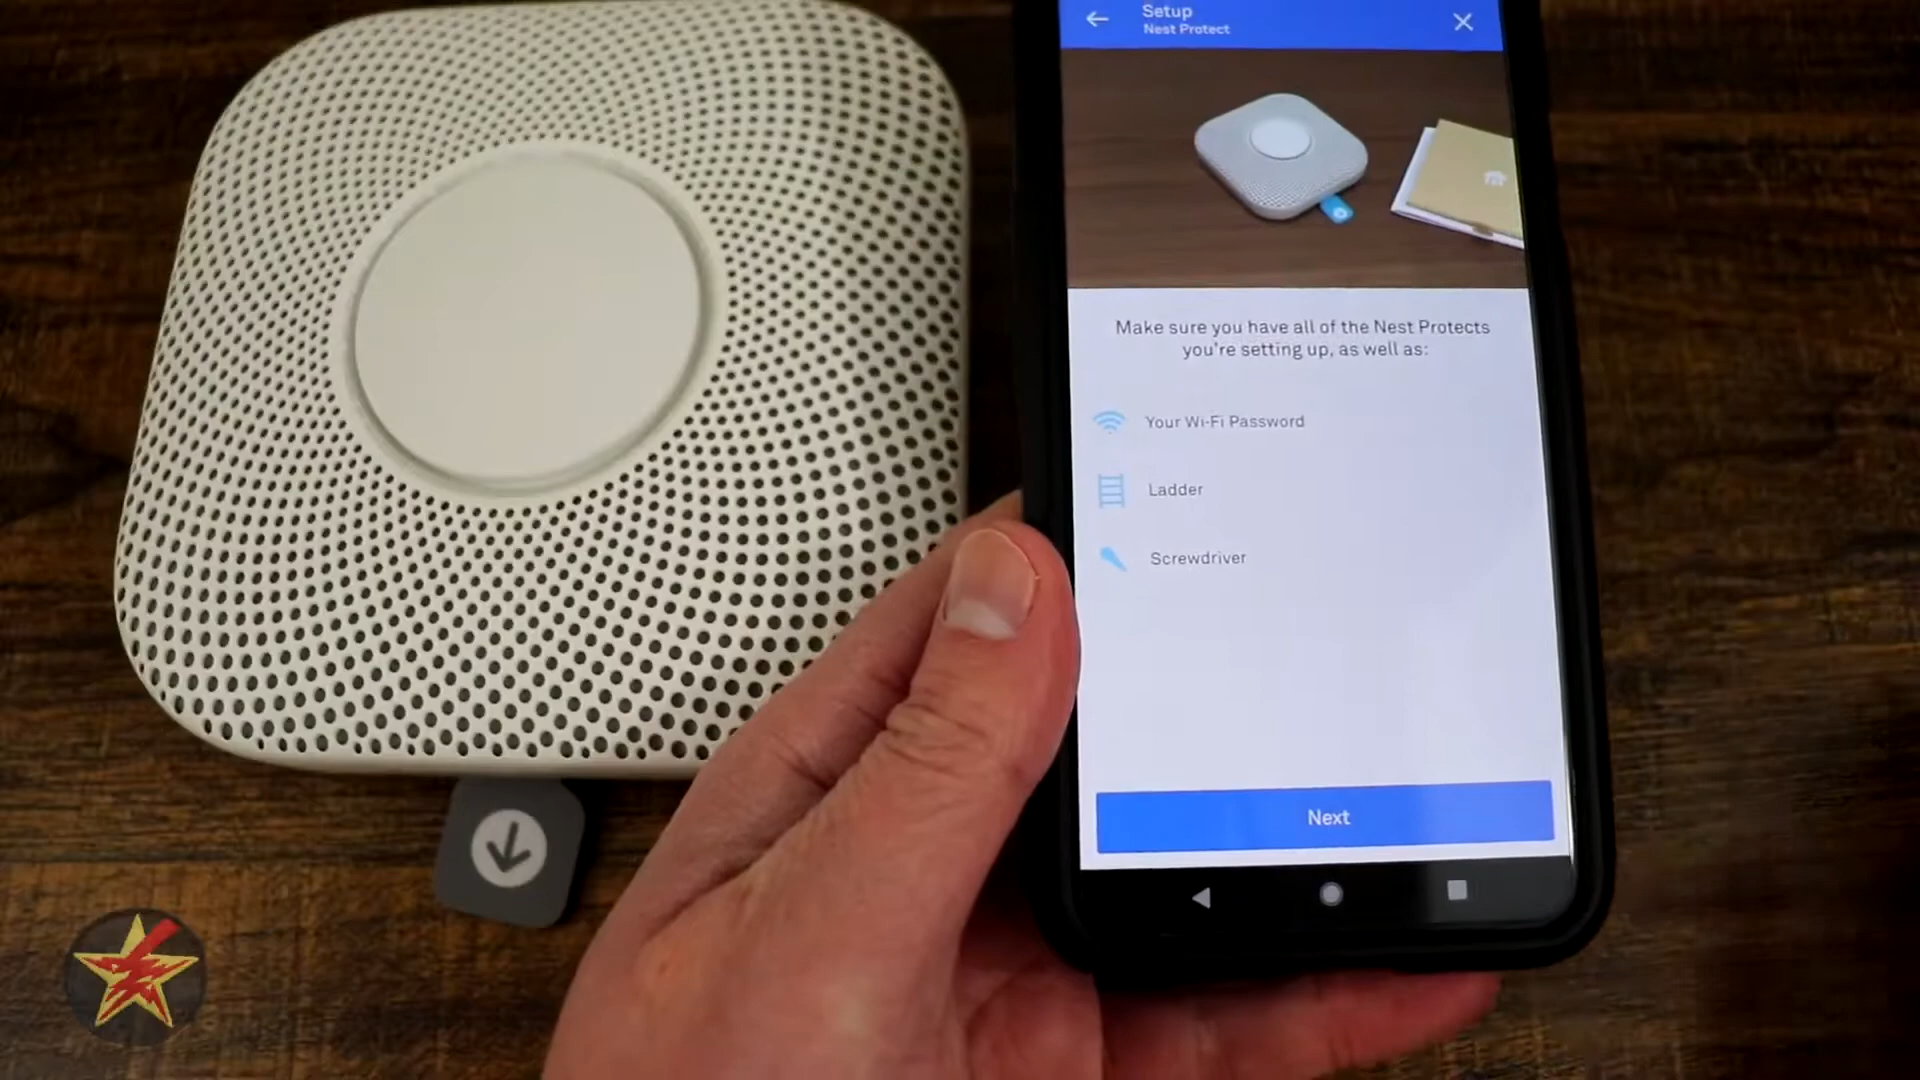 Setup
Nest Protect
Make sure you have all of the Nest Protects
you're setting up, as well as:
Your Wi-Fi Password
Ladder
Screwdriver
Next